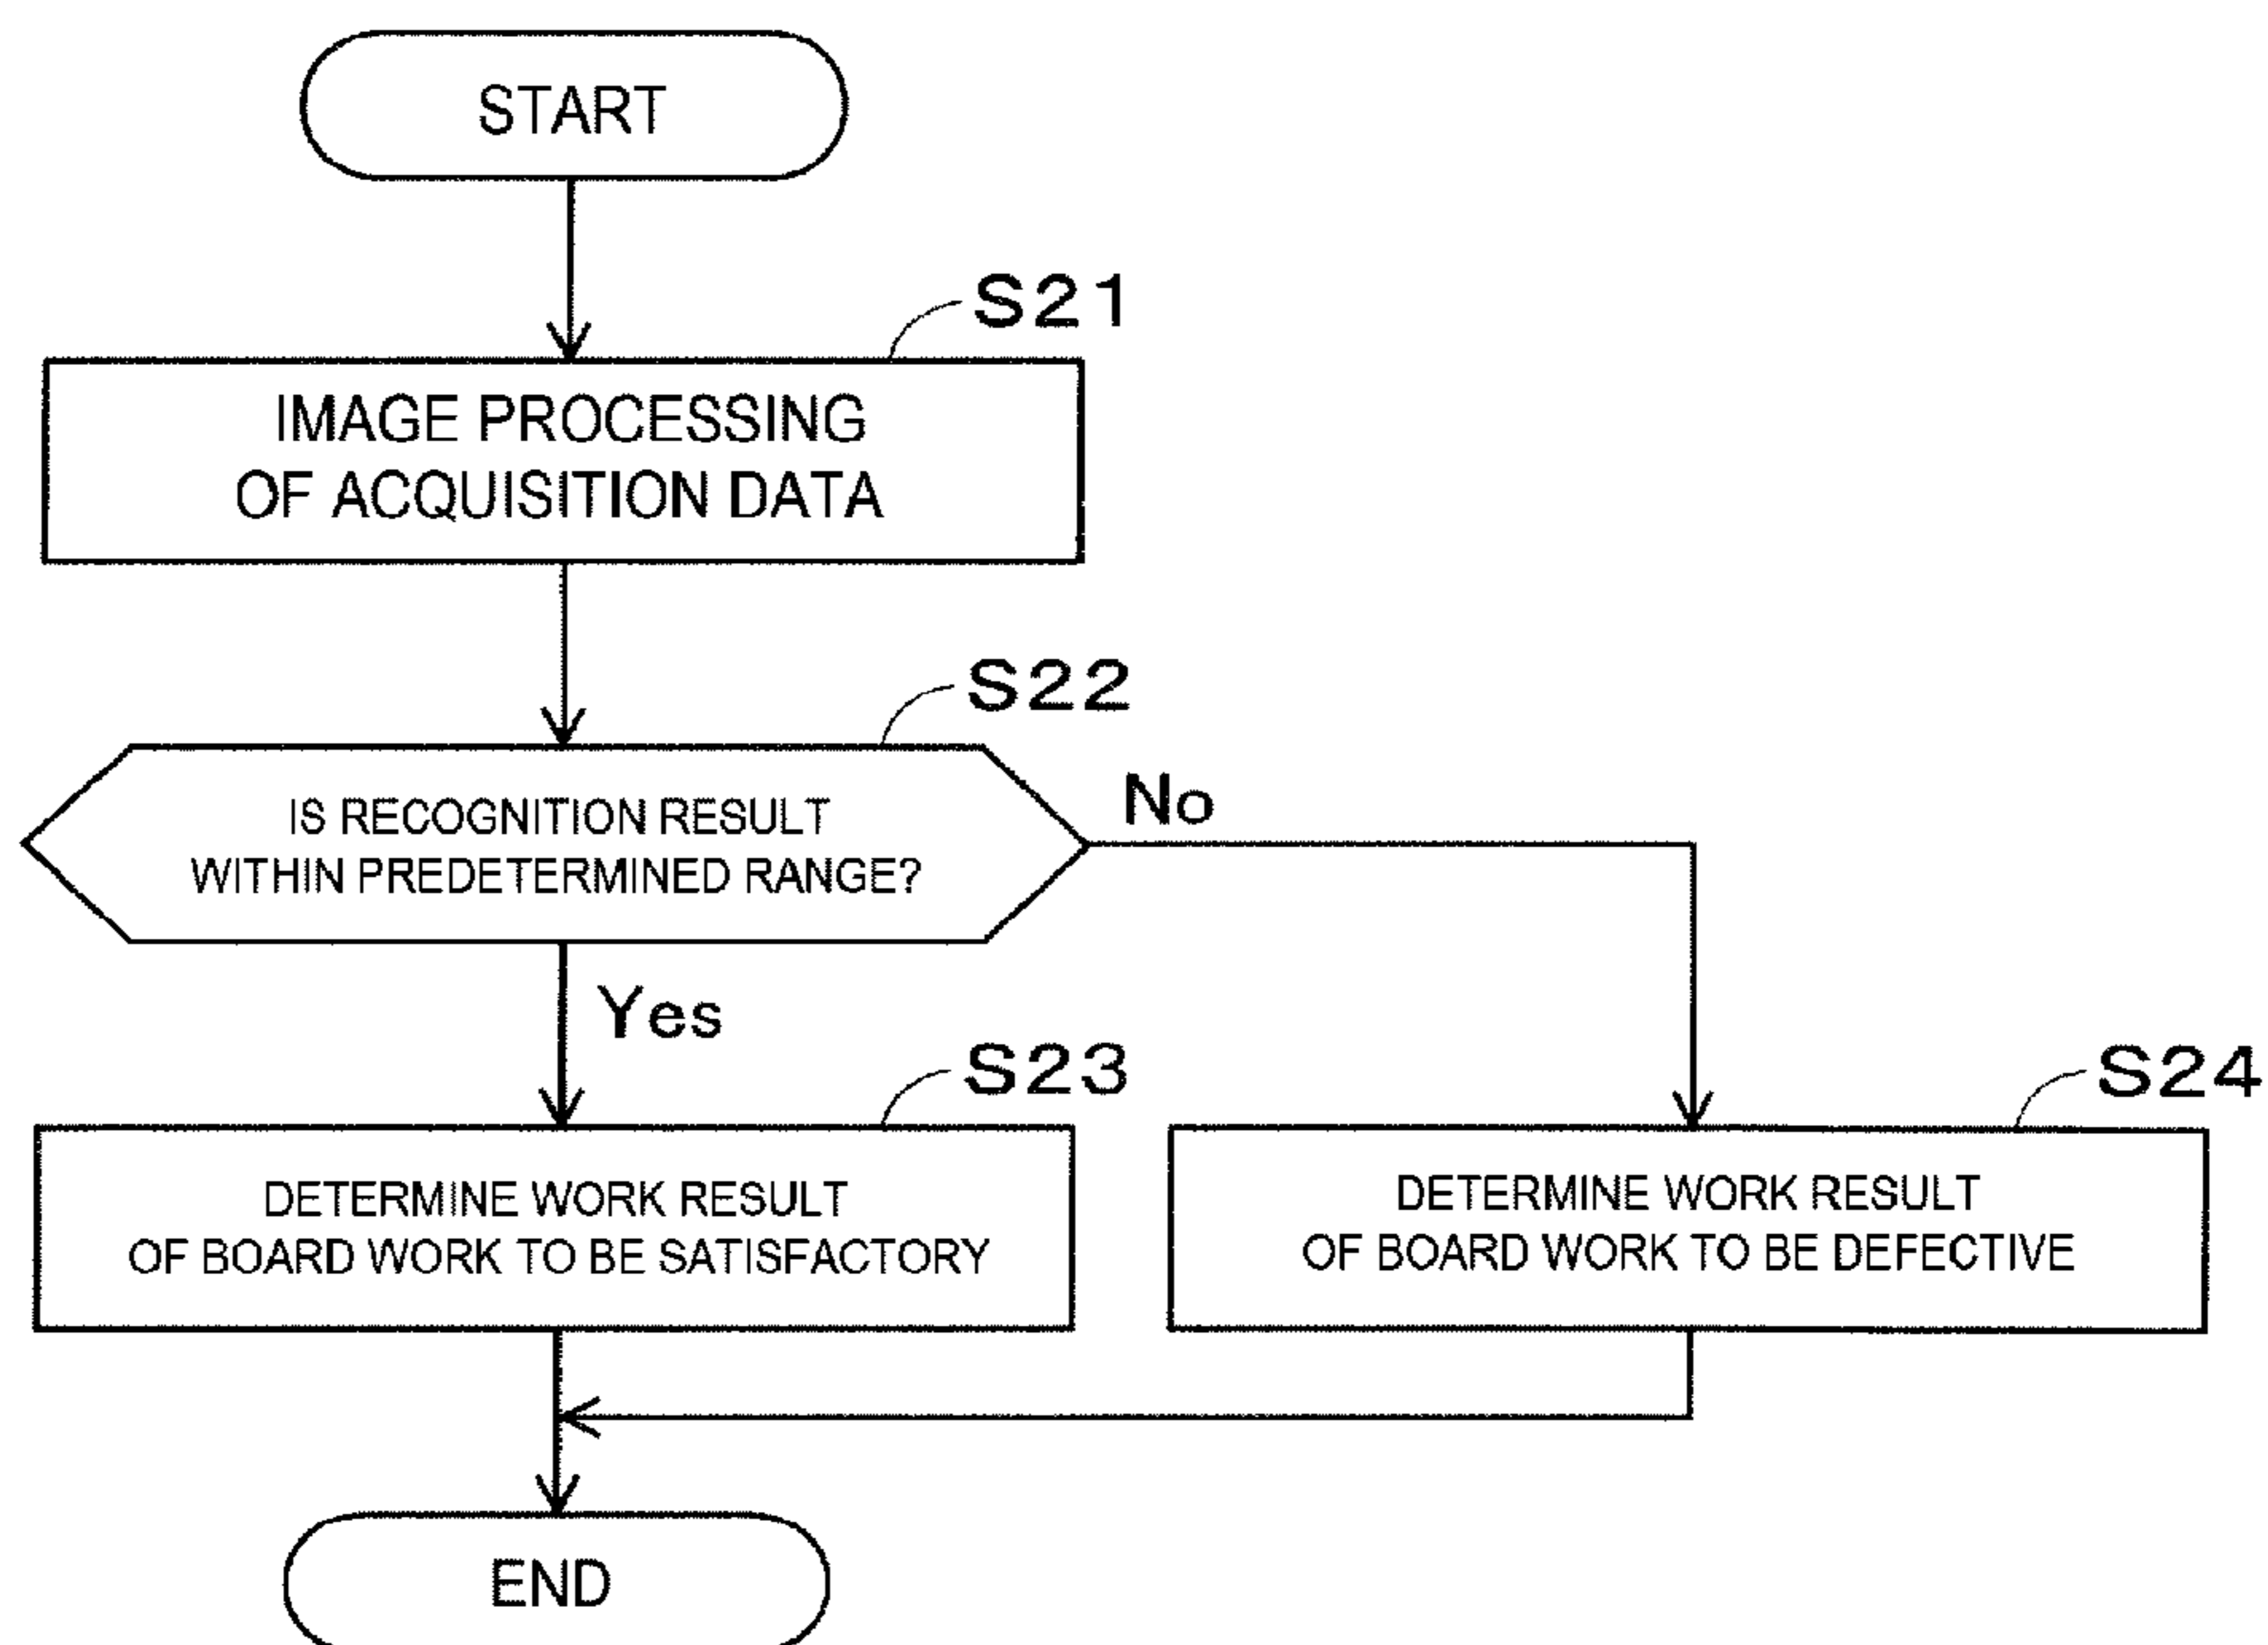 START
S21
IMAGE PROCESSING
OF ACQUISITION DATA
S22
IS RECOGNITION RESULT
WITHIN PREDETERMINED RANGE?
No
Yes
S23
DETERMINE WORK RESULT
OF BOARD WORK TO BE SATISFACTORY
S24
DETERMINE WORK RESULT
OF BOARD WORK TO BE DEFECTIVE
END